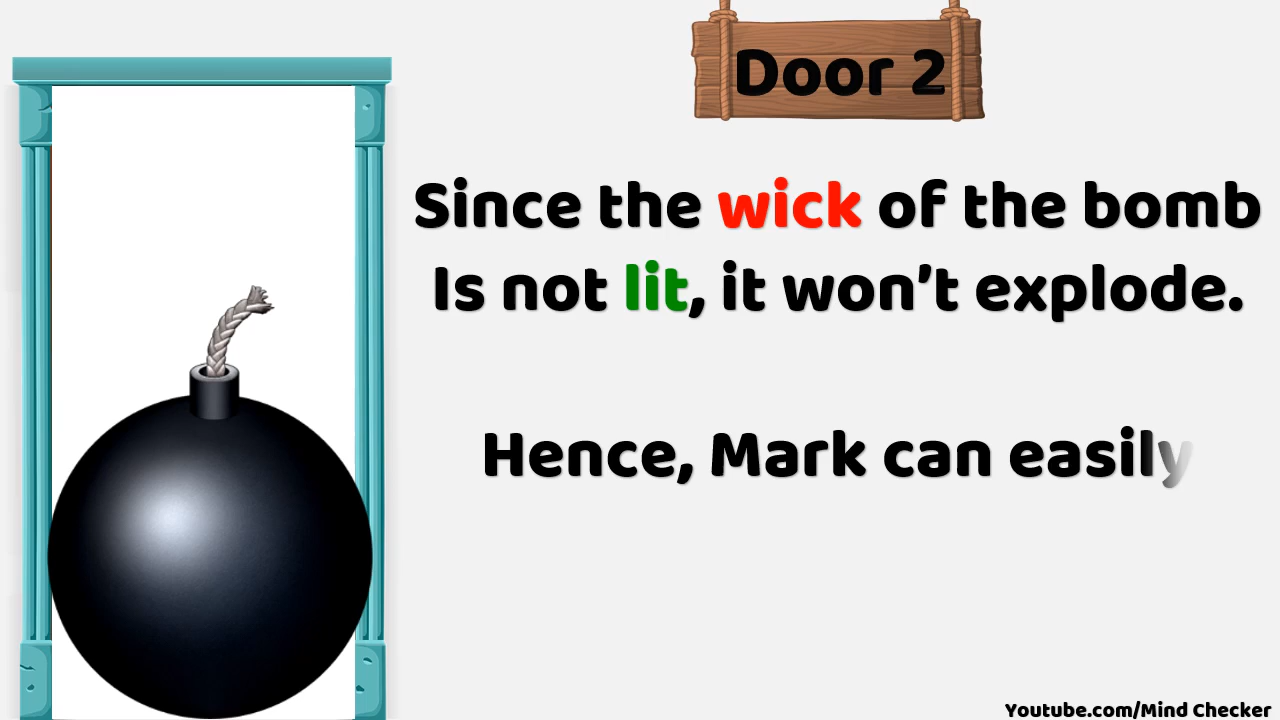 Door 2
Since the wick of the bomb
Is not lit, it won't explode.
Hence, Mark can easily
Youtube.com/Mind Checker